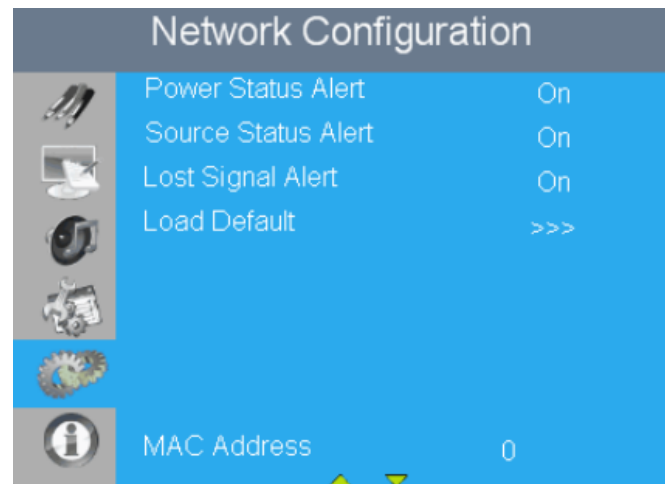 Network Configuration
Power Status Alert On
Source Status Alert On
Lost Signal Alert On
Load Default >>>
MAC Address 0